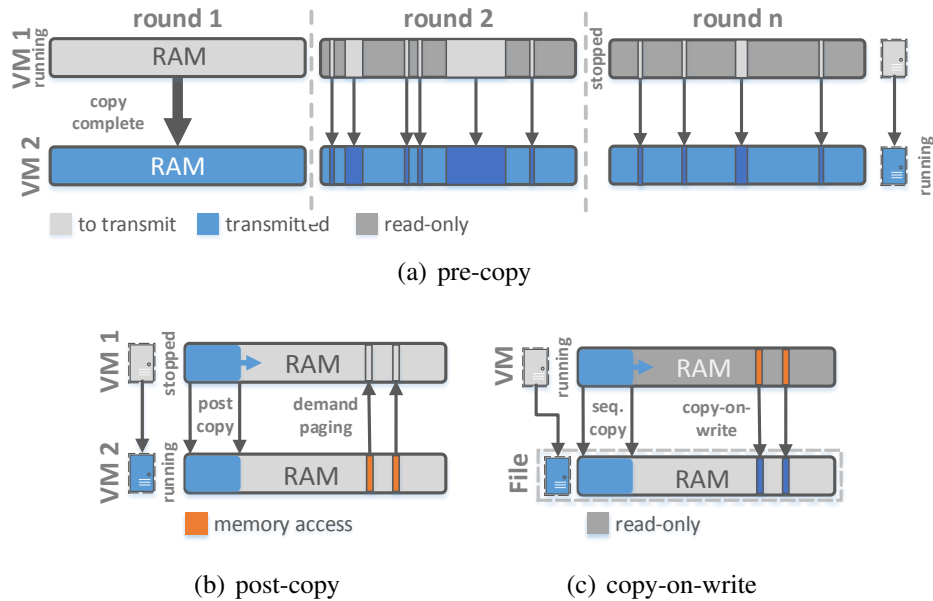 round 1
round 2
round n
VM 1
running
RAM
stopped
copy
complete
VM 2
RAM
running
to transmit
transmitted
read-only
(a) pre-copy
VM 1
stopped
RAM
post
copy
demand
paging
VM 2
running
RAM
memory access
(b) post-copy
VM
running
RAM
seq.
copy
copy-on-
write
File
RAM
read-only
(c) copy-on-write